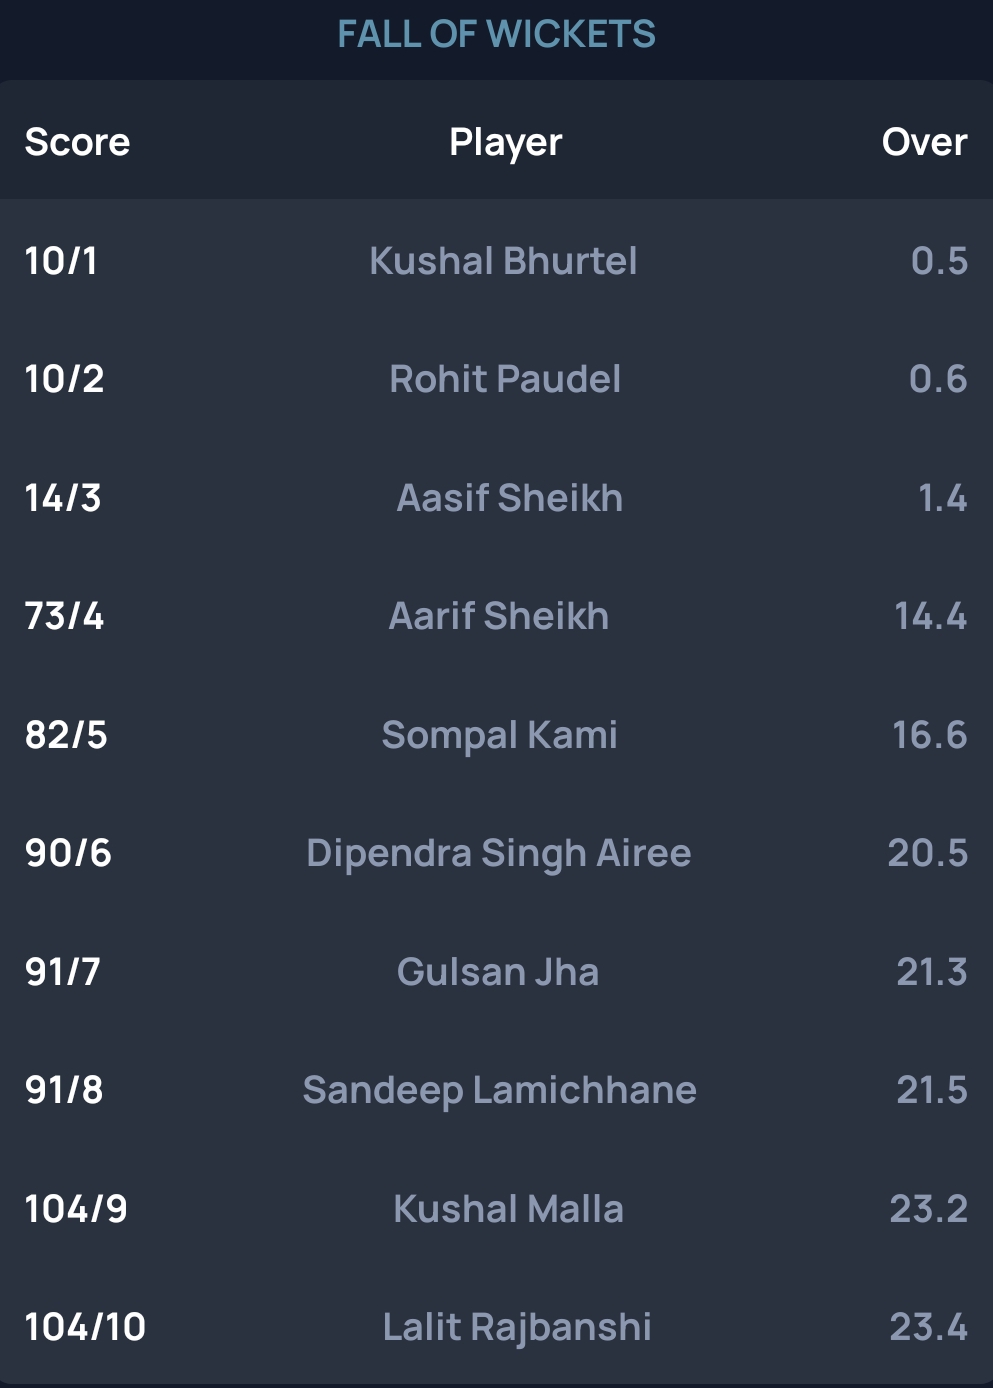 FALL OF WICKETS
Score Player Over
10/1 Kushal Bhurtel 0.5
10/2 Rohit Paudel 0.6
14/3 Aasif Sheikh 1.4
73/4 Aarif Sheikh 14.4
82/5 Sompal Kami 16.6
90/6 Dipendra Singh Airee 20.5
91/7 Gulsan Jha 21.3
91/8 Sandeep Lamichhane 21.5
104/9 Kushal Malla 23.2
104/10 Lalit Rajbanshi 23.4